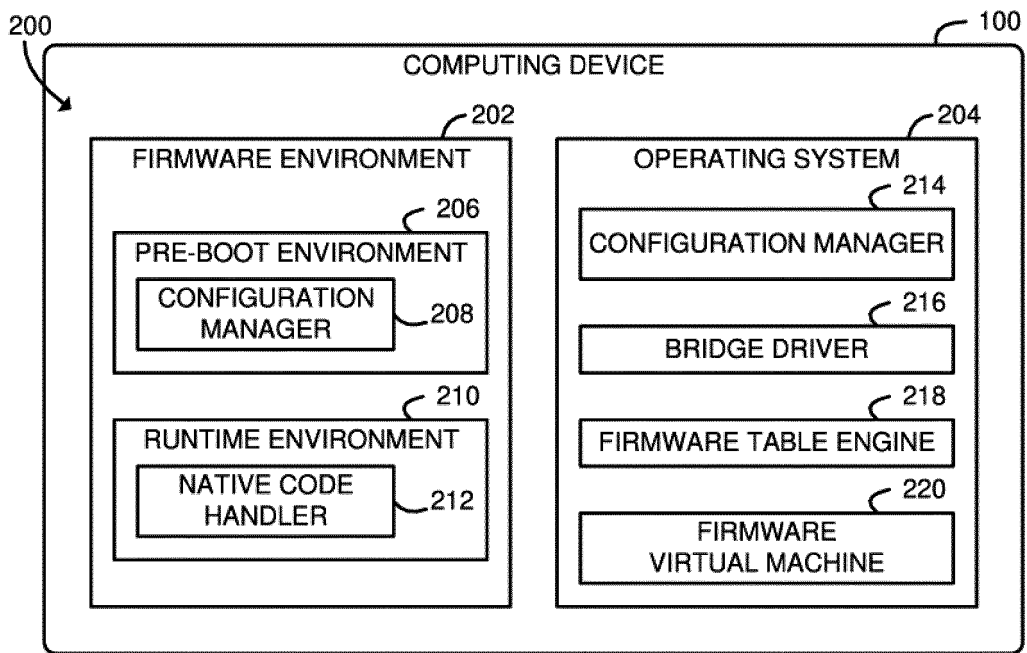 200
100
COMPUTING DEVICE
202
FIRMWARE ENVIRONMENT
206
PRE-BOOT ENVIRONMENT
CONFIGURATION
MANAGER
208
210
RUNTIME ENVIRONMENT
NATIVE CODE
HANDLER
212
204
OPERATING SYSTEM
214
CONFIGURATION MANAGER
216
BRIDGE DRIVER
218
FIRMWARE TABLE ENGINE
220
FIRMWARE
VIRTUAL MACHINE